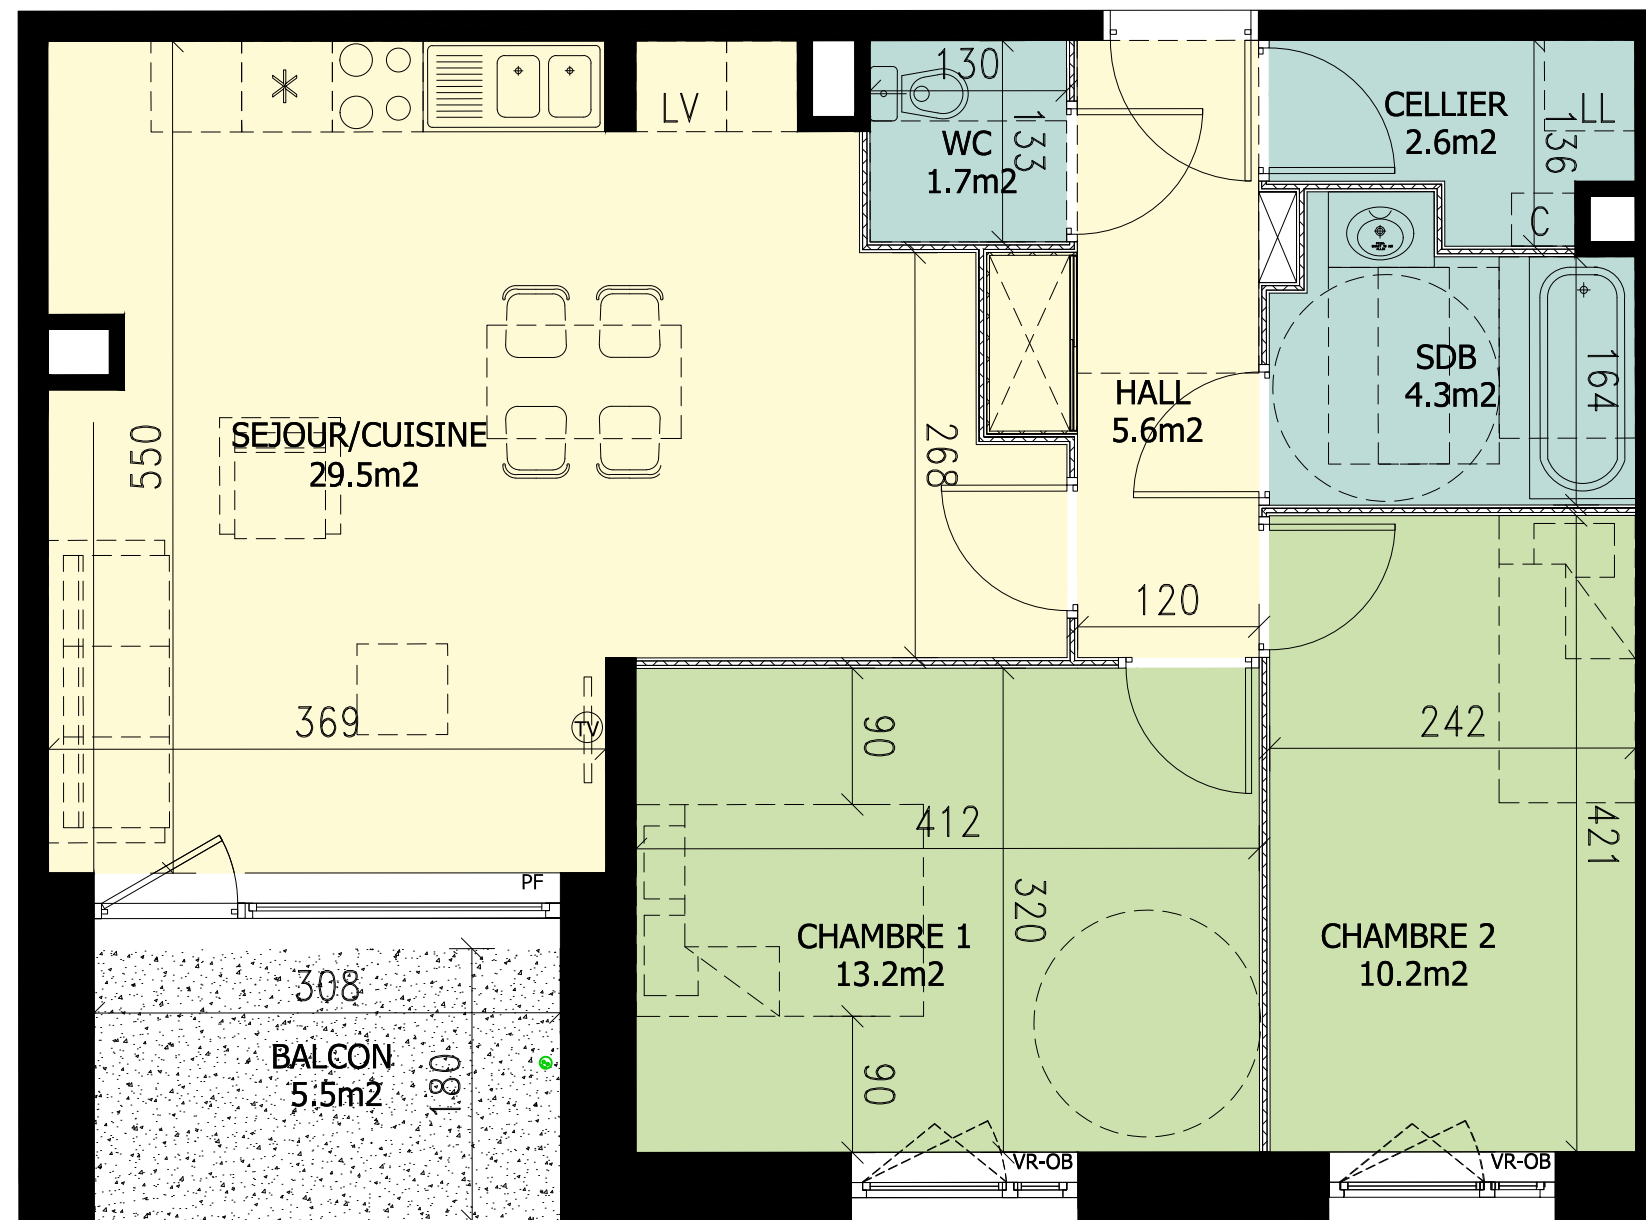 130
LV
WC
1.7m2
133
CELLIER
2.6m2
LL
136
C
SDB
4.3m2
164
HALL
5.6m2
SEJOUR/CUISINE
29.5m2
550
268
120
369
TV
90
242
412
421
PF
320
CHAMBRE 1
13.2m2
CHAMBRE 2
10.2m2
308
BALCON
5.5m2
180
90
VR-OB
VR-OB